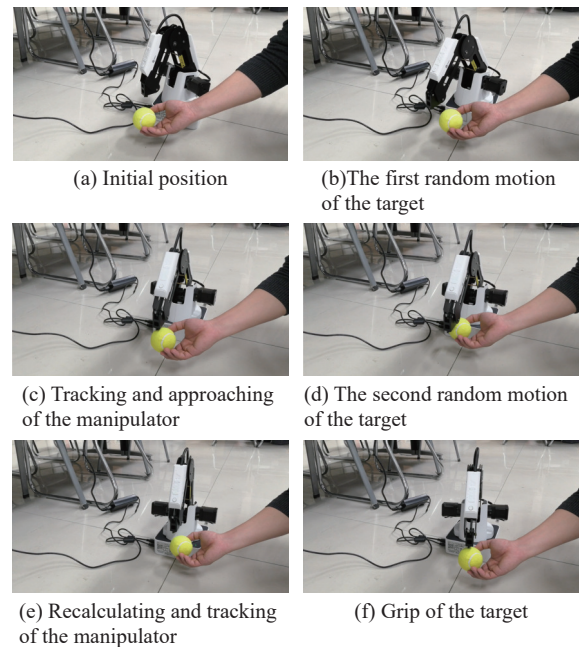 (a) Initial position
(b)The first random motion
of the target
(c) Tracking and approaching
of the manipulator
(d) The second random motion
of the target
(e) Recalculating and tracking
of the manipulator
(f) Grip of the target